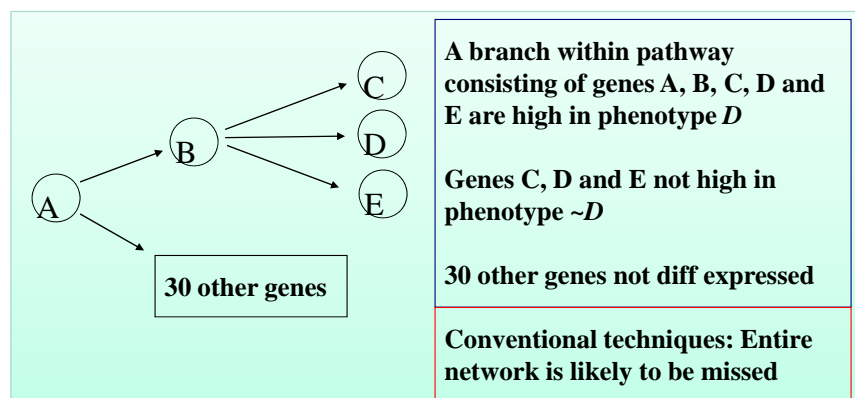 A
B
C
D
E
30 other genes
A branch within pathway
consisting of genes A, B, C, D and
E are high in phenotype D
Genes C, D and E not high in
phenotype ~D
30 other genes not diff expressed
Conventional techniques: Entire
network is likely to be missed